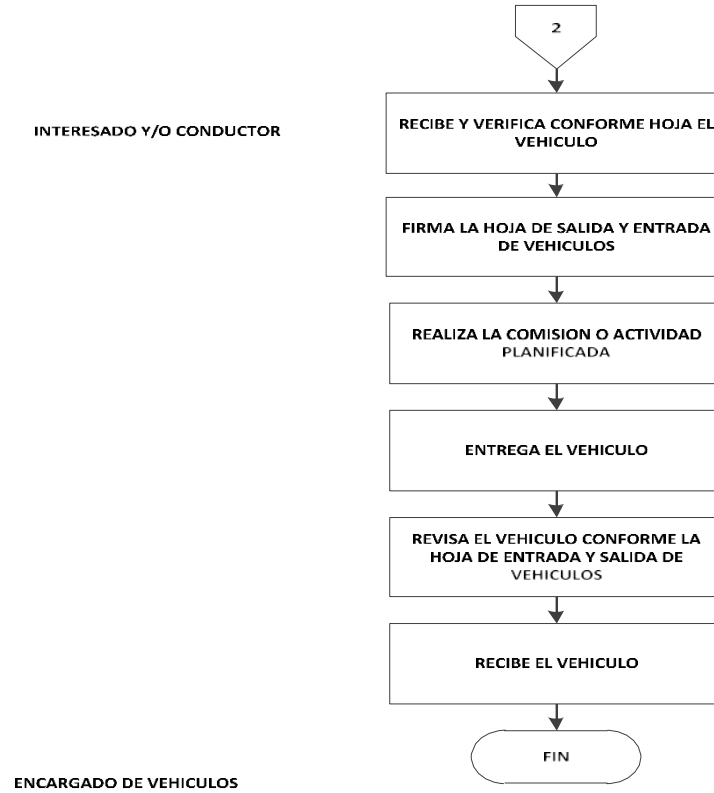 2
INTERESADO Y/O CONDUCTOR
RECIBE Y VERIFICA CONFORME HOJA EL
VEHICULO
FIRMA LA HOJA DE SALIDA Y ENTRADA
DE VEHICULOS
REALIZA LA COMISION O ACTIVIDAD
PLANIFICADA
ENTREGA EL VEHICULO
REVISA EL VEHICULO CONFORME LA
HOJA DE ENTRADA Y SALIDA DE
VEHICULOS
RECIBE EL VEHICULO
FIN
ENCARGADO DE VEHICULOS